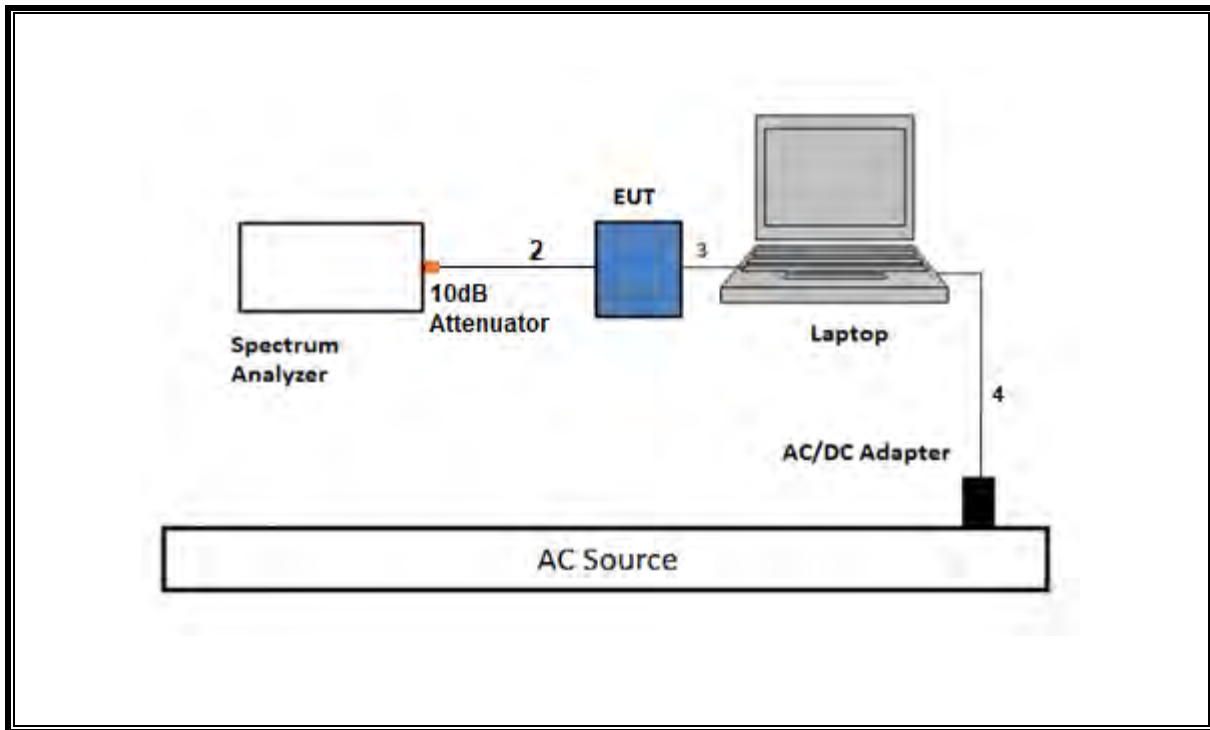 EUT
2
3
10dB
Attenuator
Spectrum
Analyzer
Laptop
4
AC/DC Adapter
AC Source